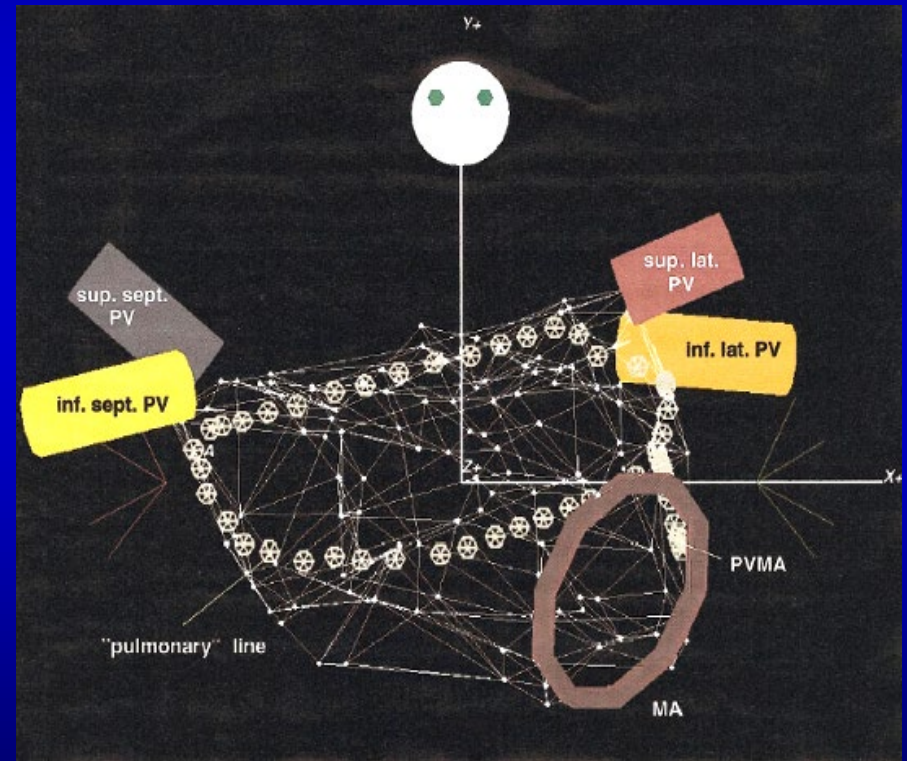 Y+
sup. sept.
PV
sup. lat.
PV
inf. lat. PV
inf. sept. PV
A
Z+
X+
PVMA
"pulmonary" line
MA